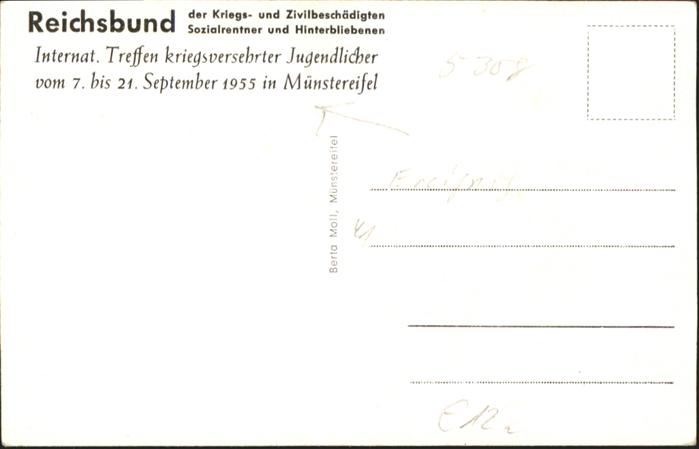 Reichsbund der Kriegs- und Zivilbeschädigten
Sozialrentner und Hinterbliebenen
Internat. Treffen kriegsversehrter Jugendlicher
vom 7. bis 21. September 1955 in Münstereifel
5308
Berta Moll, Münstereifel